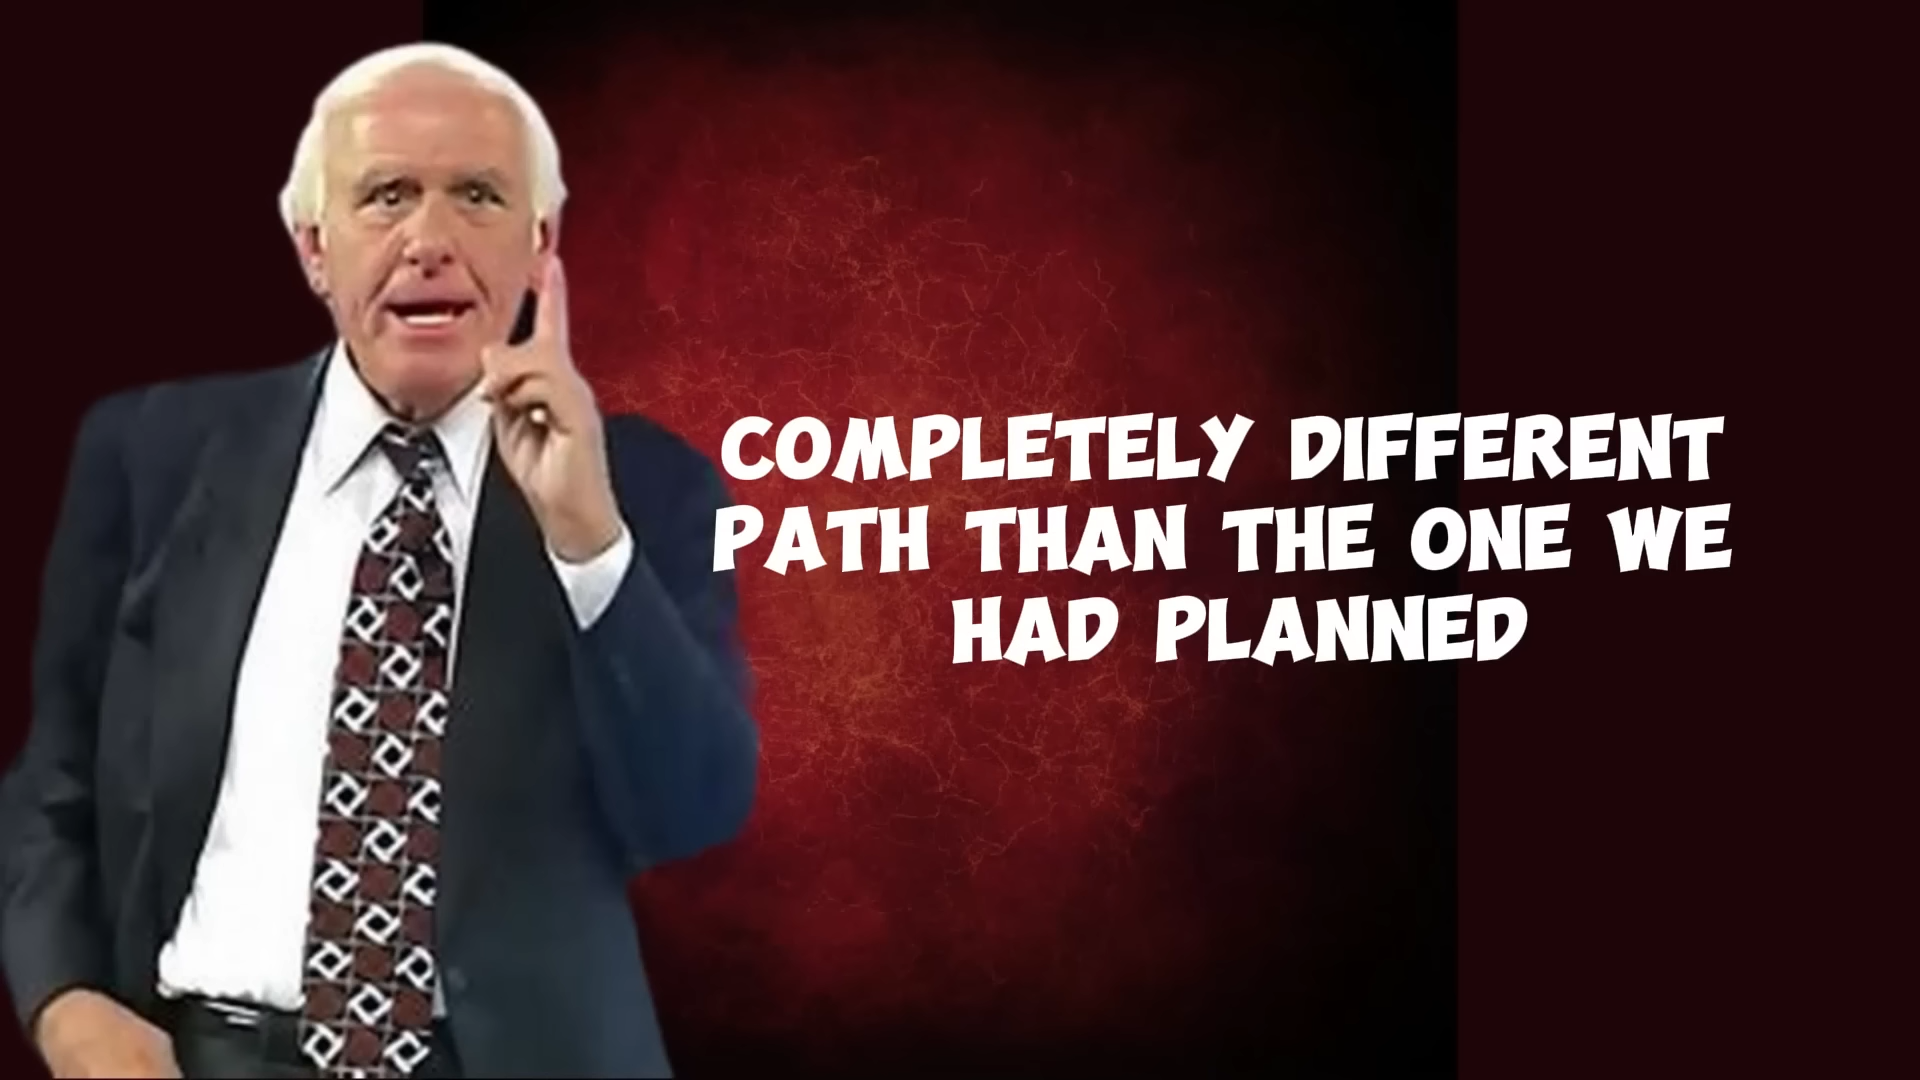 COMPLETELY DIFFERENT
PATH THAN THE ONE WE
HAD PLANNED